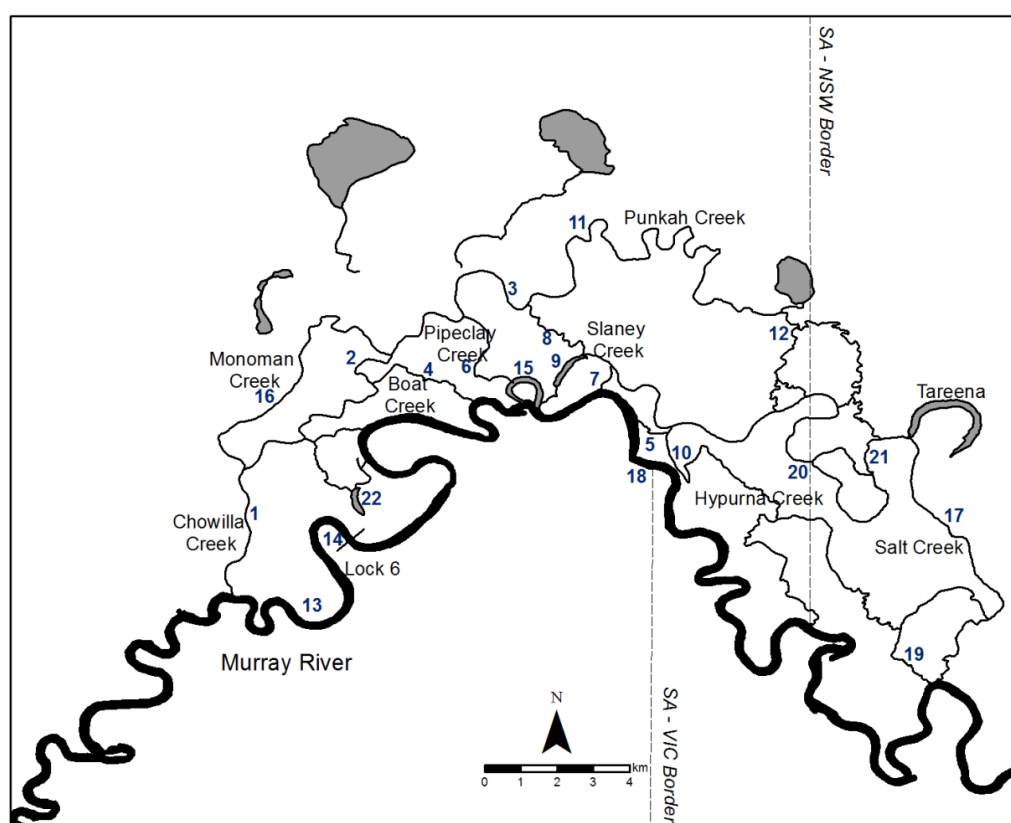 SA - NSW Border
11
Punkah Creek
3
12
8
Slaney
Creek
Pipeclay
Creek
2
9
15
6
7
Monoman
Creek
16
4
Boat
Creek
Tareena
5
10
18
21
20
Hypurna Creek
22
17
1
Chowilla
Creek
14
Salt Creek
Lock 6
13
19
Murray River
N
km
0 1 2 3 4
SA - VIC Border